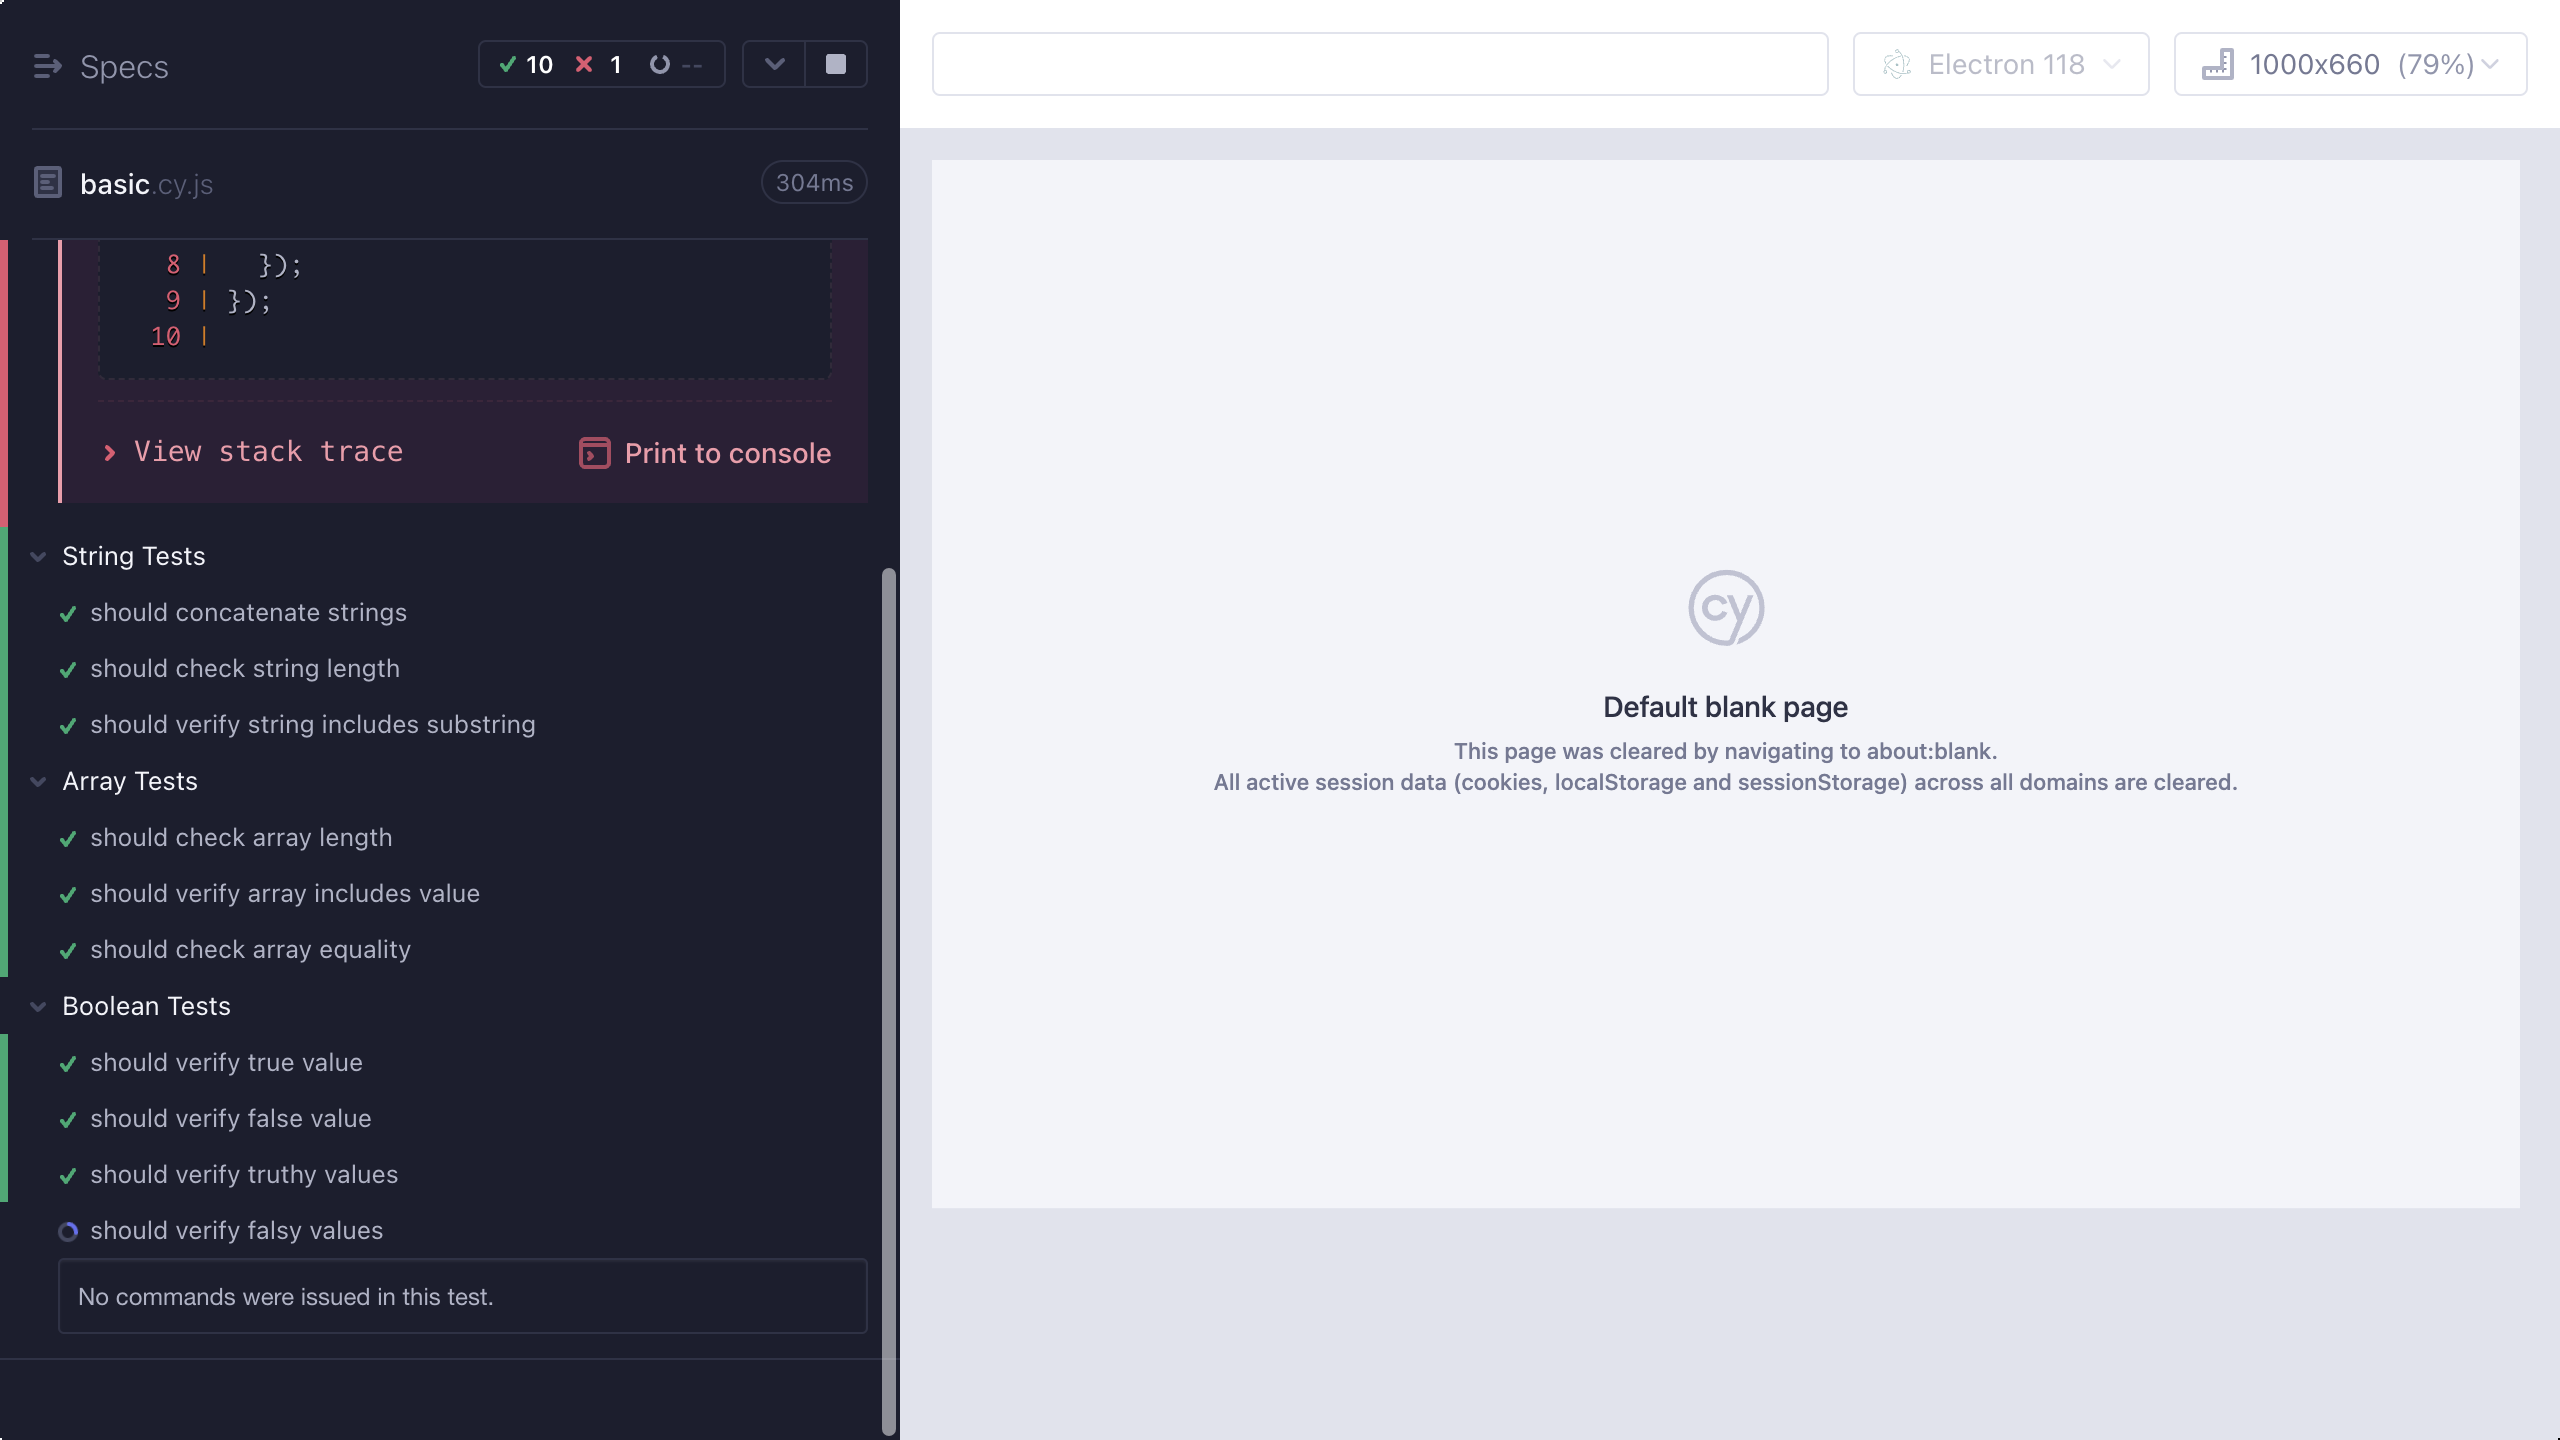 Specs
10 1 --
basic.cy.js
304ms
8 | });
9 | });
10 |
View stack trace
Print to console
String Tests
should concatenate strings
should check string length
should verify string includes substring
Array Tests
should check array length
should verify array includes value
should check array equality
Boolean Tests
should verify true value
should verify false value
should verify truthy values
should verify falsy values
No commands were issued in this test.
Electron 118
1000x660 (79%)
cy
Default blank page
This page was cleared by navigating to about:blank.
All active session data (cookies, localStorage and sessionStorage) across all domains are cleared.